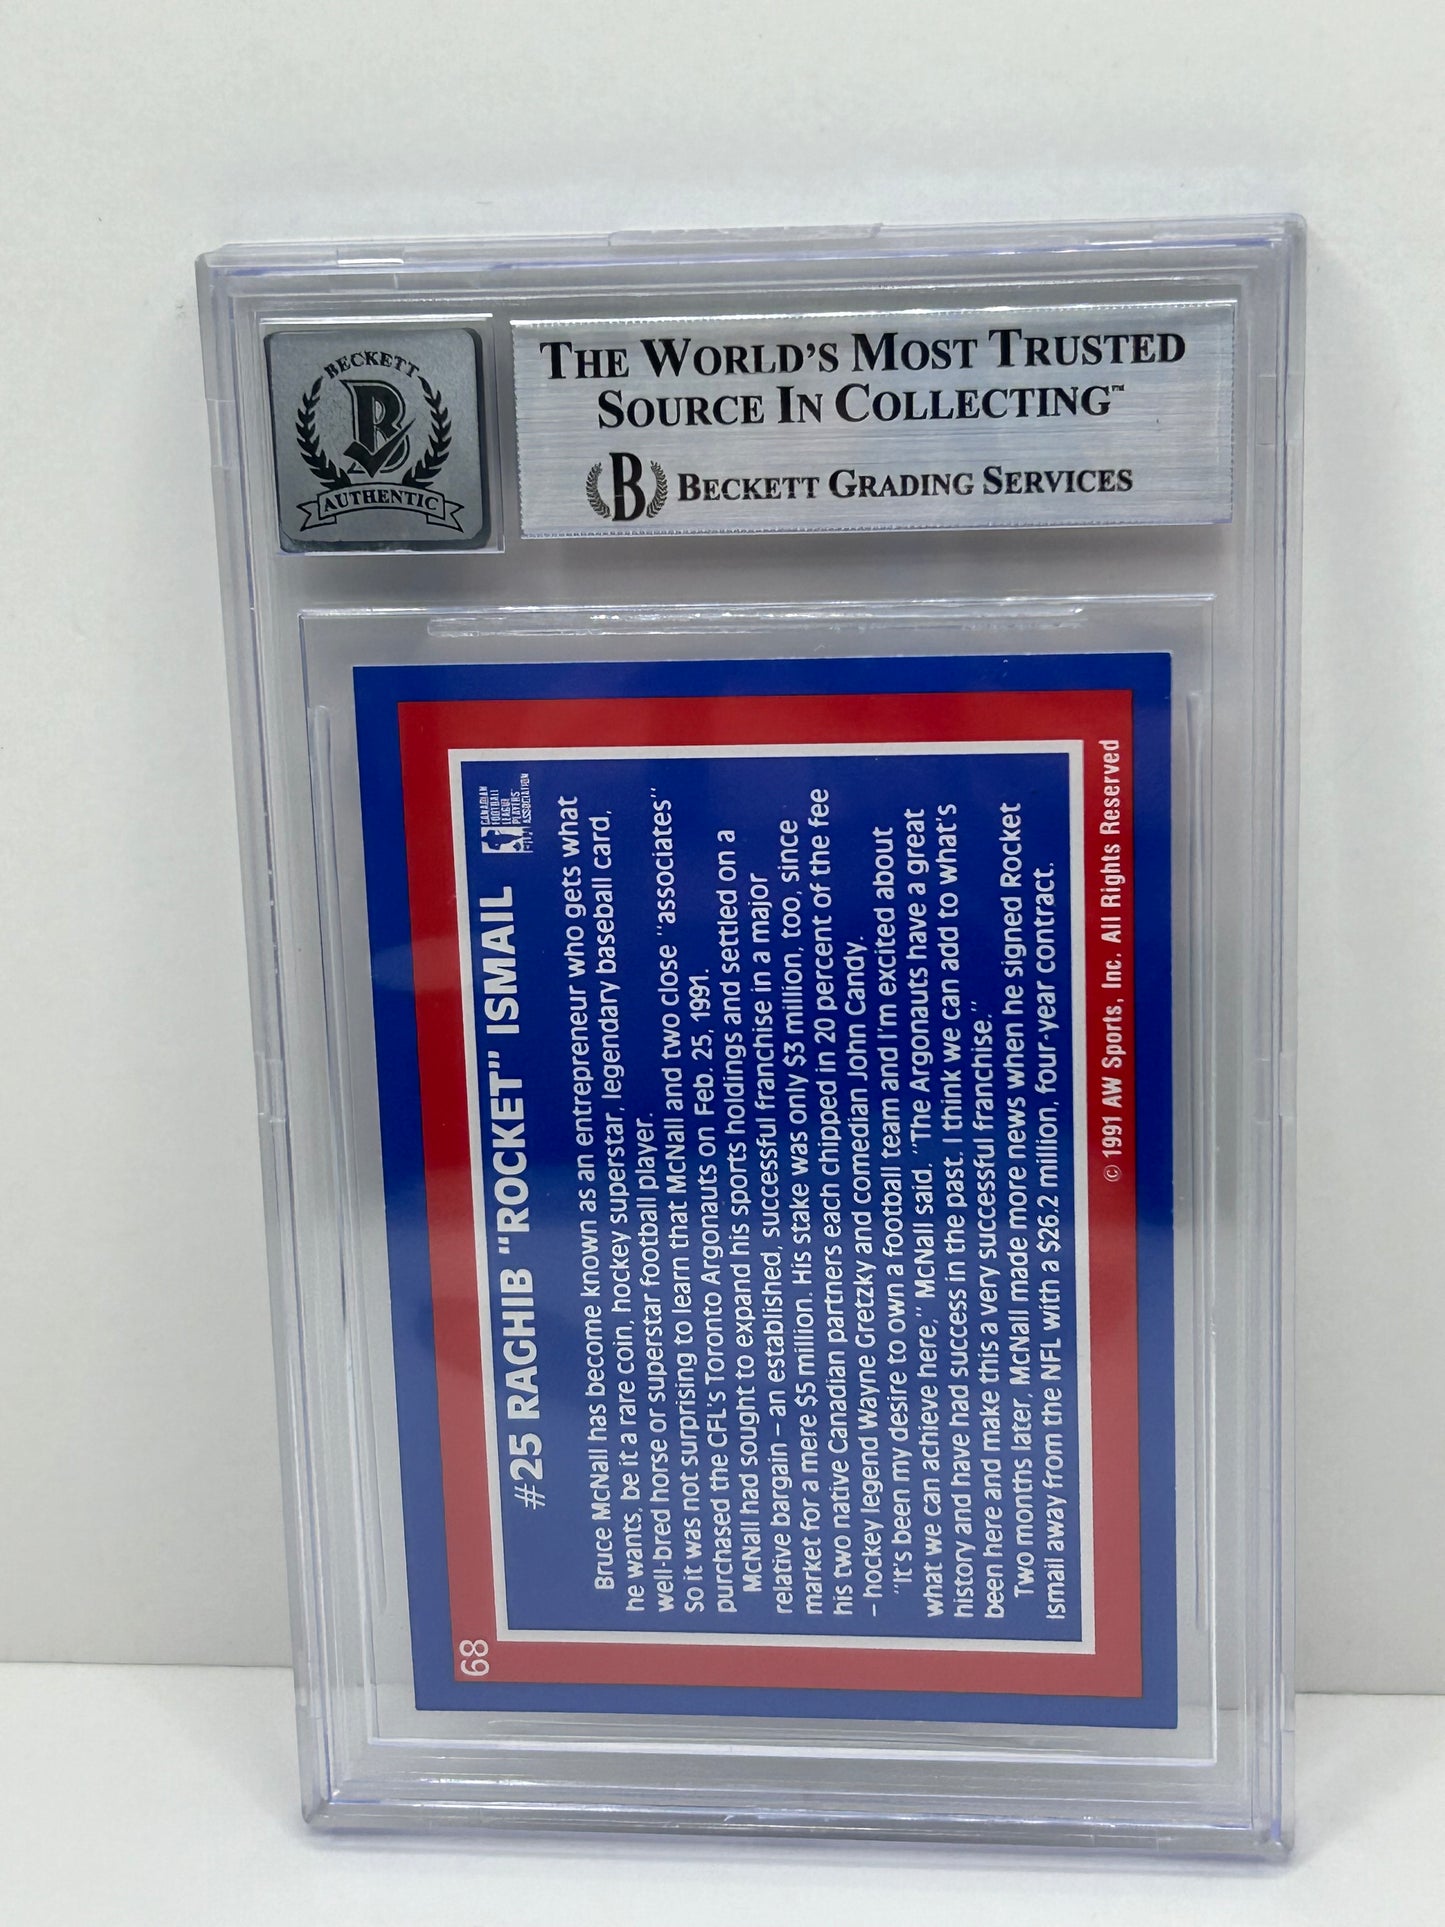 BECKETT
AUTHENTIC
THE WORLD'S MOST TRUSTED
SOURCE IN COLLECTING™
B BECKETT GRADING SERVICES
68
#25 RAGHIB "ROCKET" ISMAIL
CANADIAN
FOOTBALL
LEAGUE
PLAYERS'
ASSOCIATION
Bruce McNall has become known as an entrepreneur who gets what
he wants, be it a rare coin, hockey superstar, legendary baseball card,
well-bred horse or superstar football player.
So it was not surprising to learn that McNall and two close "associates"
purchased the CFL's Toronto Argonauts on Feb. 25, 1991.
McNall had sought to expand his sports holdings and settled on a
relative bargain – an established, successful franchise in a major
market for a mere $5 million. His stake was only $3 million, too, since
his two native Canadian partners each chipped in 20 percent of the fee
– hockey legend Wayne Gretzky and comedian John Candy.
"It's been my desire to own a football team and I'm excited about
what we can achieve here," McNall said. "The Argonauts have a great
history and have had success in the past. I think we can add to what's
been here and make this a very successful franchise."
Two months later, McNall made more news when he signed Rocket
Ismail away from the NFL with a $26.2 million, four-year contract.
© 1991 AW Sports, Inc. All Rights Reserved